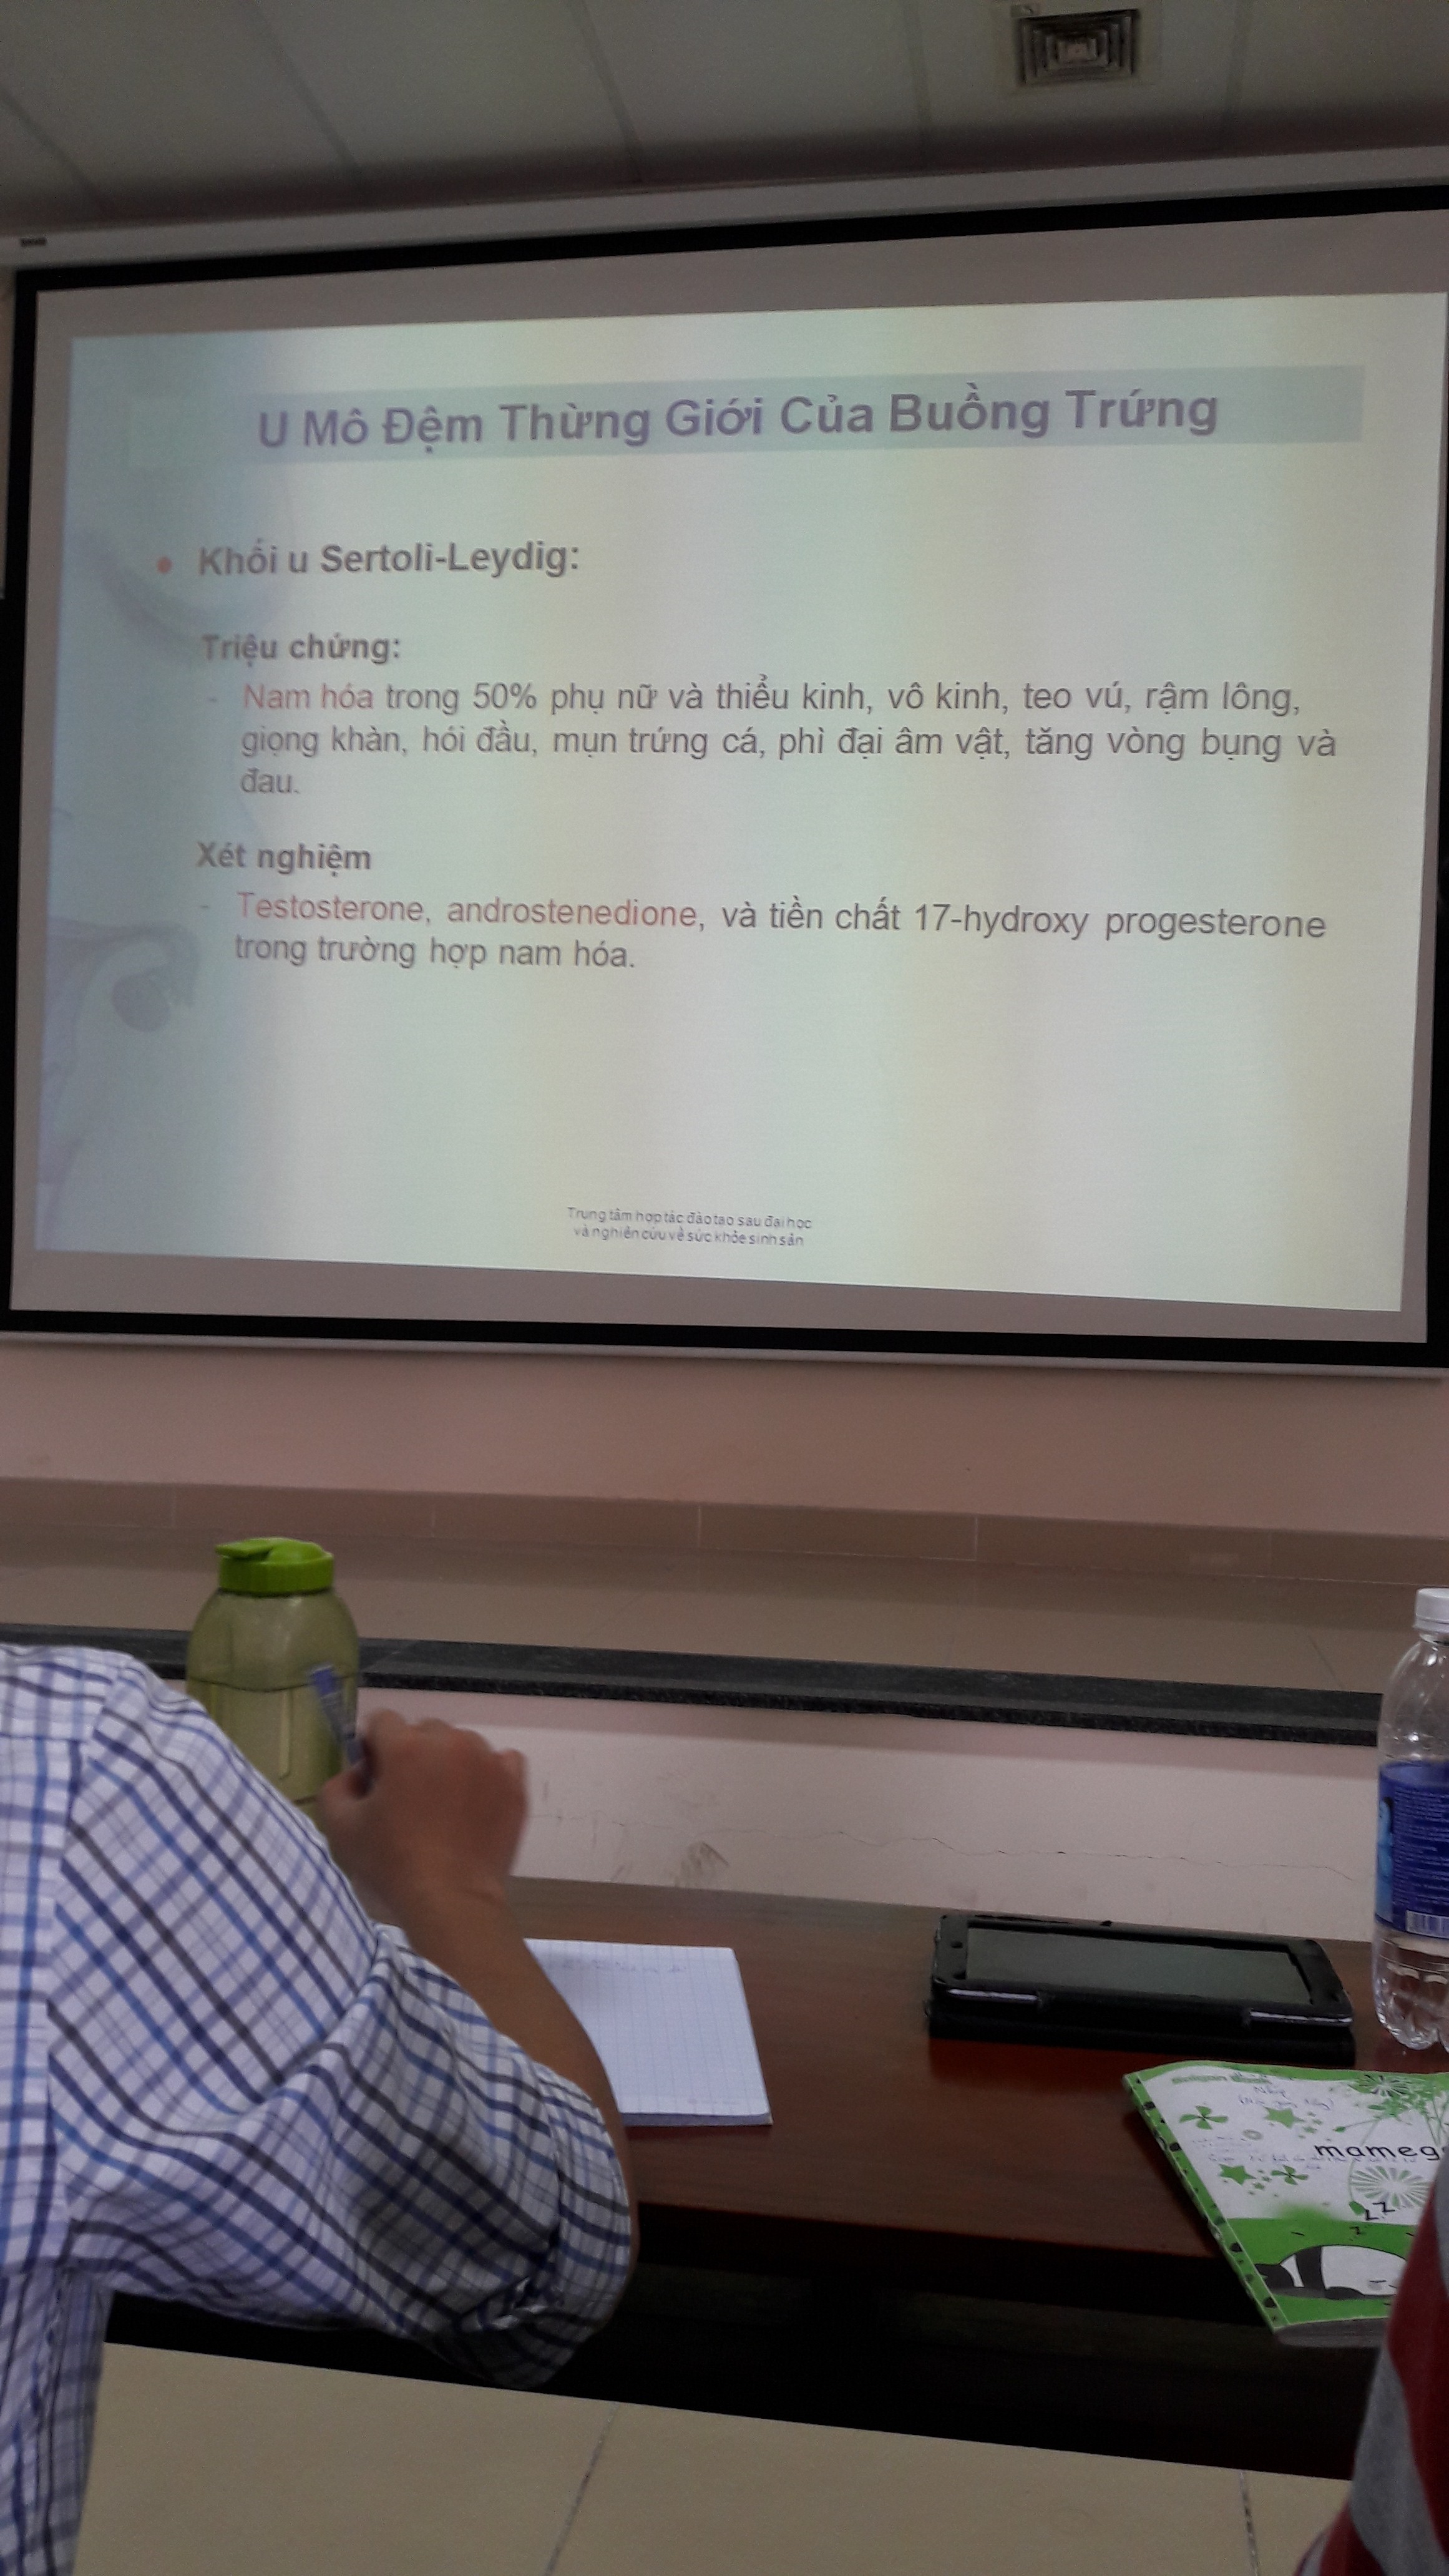 U Mô Đệm Thừng Giới Của Buồng Trứng
• Khối u Sertoli-Leydig:
Triệu chứng:
- Nam hóa trong 50% phụ nữ và thiểu kinh, vô kinh, teo vú, rậm lông,
giọng khàn, hói đầu, mụn trứng cá, phì đại âm vật, tăng vòng bụng và
đau.
Xét nghiệm
- Testosterone, androstenedione, và tiền chất 17-hydroxy progesterone
trong trường hợp nam hóa.
Trung tâm hợp tác đào tạo sau đại học
và nghiên cứu về sức khỏe sinh sản
mameg
zz
z